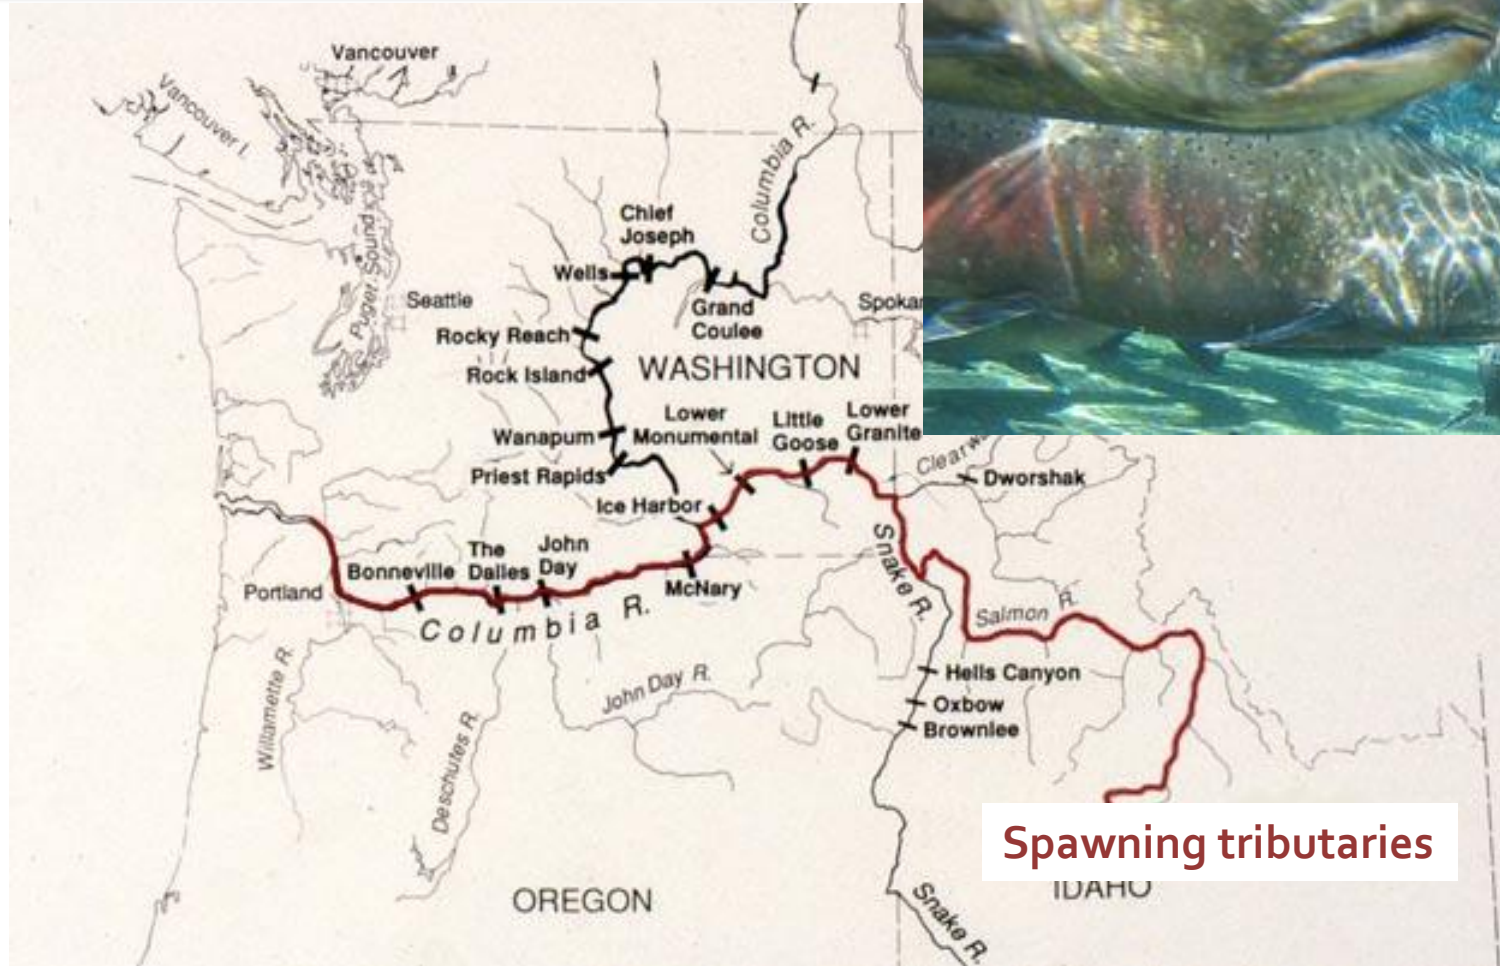 Vancouver
Vancouver I.
Puget Sound
Columbia R.
Chief
Joseph
Wells
Grand
Coulee
Seattle
Spokan
Rocky Reach
Rock Island
WASHINGTON
Wanapum
Priest Rapids
Lower
Monumental
Little
Goose
Lower
Granite
Ice Harbor
Clearw
Dworshak
Snake R.
Bonneville
The
Dalles
John
Day
McNary
Portland
Columbia R.
Salmon R.
Willamette R.
Deschutes R.
John Day R.
Hells Canyon
Oxbow
Brownlee
Spawning tributaries
OREGON
IDAHO
Snake R.